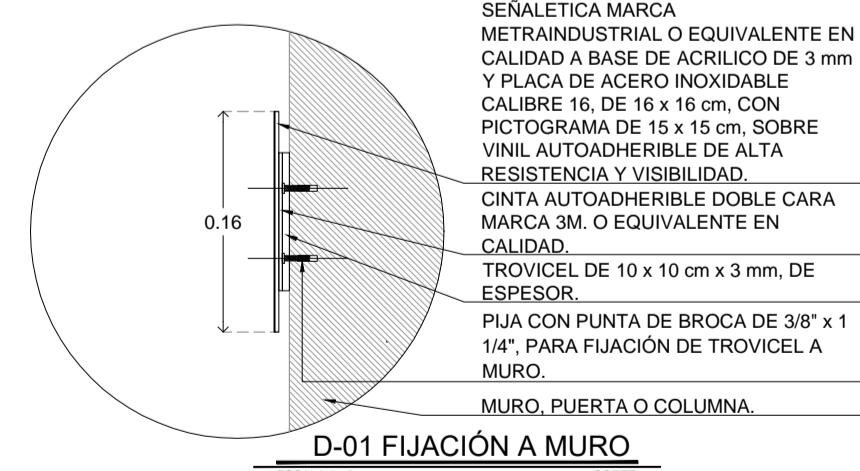 SEÑALETICA MARCA
METRAINDUSTRIAL O EQUIVALENTE EN
CALIDAD A BASE DE ACRILICO DE 3 mm
Y PLACA DE ACERO INOXIDABLE
CALIBRE 16, DE 16 x 16 cm, CON
PICTOGRAMA DE 15 x 15 cm, SOBRE
VINIL AUTOADHERIBLE DE ALTA
RESISTENCIA Y VISIBILIDAD.
CINTA AUTOADHERIBLE DOBLE CARA
MARCA 3M. O EQUIVALENTE EN
CALIDAD.
TROVICEL DE 10 x 10 cm x 3 mm, DE
ESPESOR.
PIJA CON PUNTA DE BROCA DE 3/8" x 1
1/4", PARA FIJACIÓN DE TROVICEL A
MURO.
MURO, PUERTA O COLUMNA.
0.16
D-01 FIJACIÓN A MURO